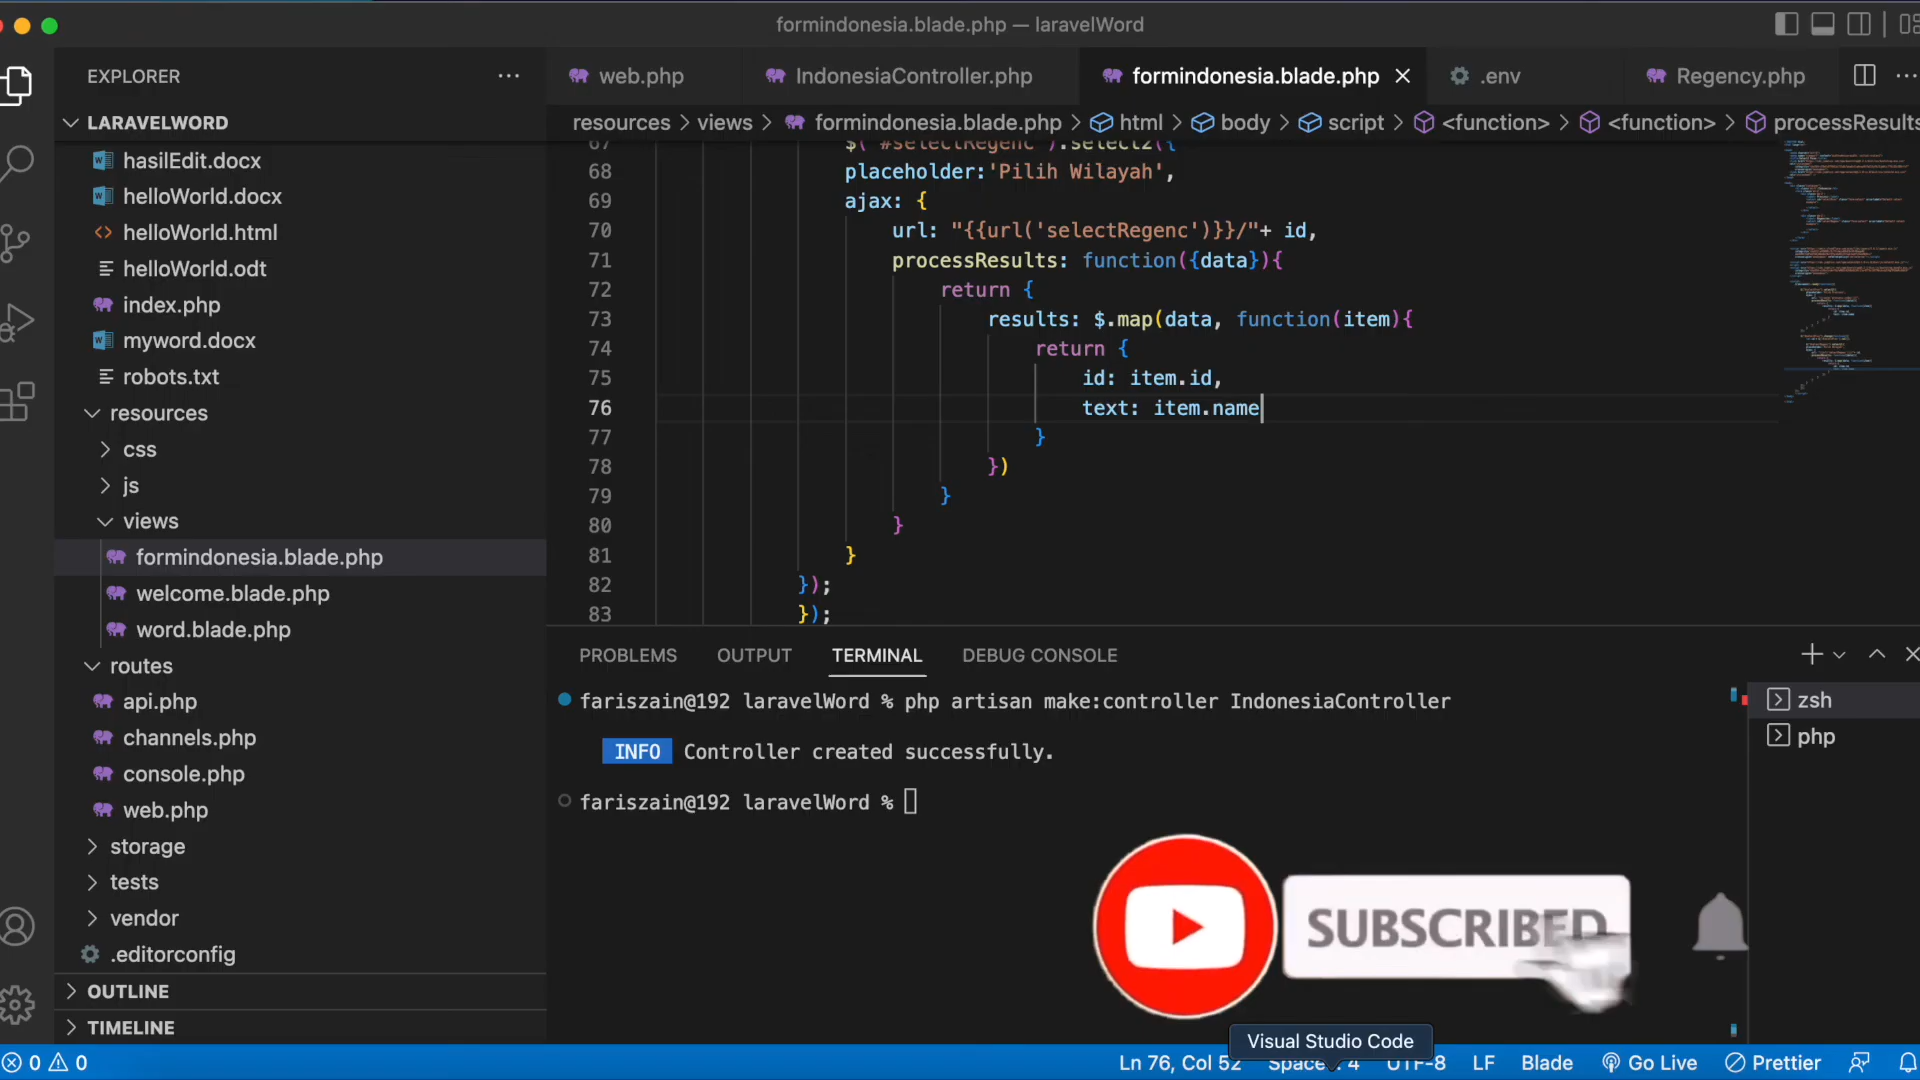 formindonesia.blade.php — laravelWord
EXPLORER
LARAVELWORD
hasilEdit.docx
helloWorld.docx
helloWorld.html
helloWorld.odt
index.php
myword.docx
robots.txt
resources
css
js
views
formindonesia.blade.php
welcome.blade.php
word.blade.php
routes
api.php
channels.php
console.php
web.php
storage
tests
vendor
.editorconfig
OUTLINE
TIMELINE
web.php
IndonesiaController.php
formindonesia.blade.php
.env
Regency.php
resources > views > formindonesia.blade.php > html > body > script > <function> > <function> > processResults
67 $('#selectRegenc').select2({
68 placeholder:'Pilih Wilayah',
69 ajax: {
70 url: "{{url('selectRegenc')}}/"+ id,
71 processResults: function({data}){
72 return {
73 results: $.map(data, function(item){
74 return {
75 id: item.id,
76 text: item.name
77 }
78 })
79 }
80 }
81 }
82 });
83 });
PROBLEMS OUTPUT TERMINAL DEBUG CONSOLE
fariszain@192 laravelWord % php artisan make:controller IndonesiaController
INFO Controller created successfully.
fariszain@192 laravelWord %
zsh
php
SUBSCRIBED
Visual Studio Code
0 0
Ln 76, Col 52 Spaces: 4 UTF-8 LF Blade Go Live Prettier